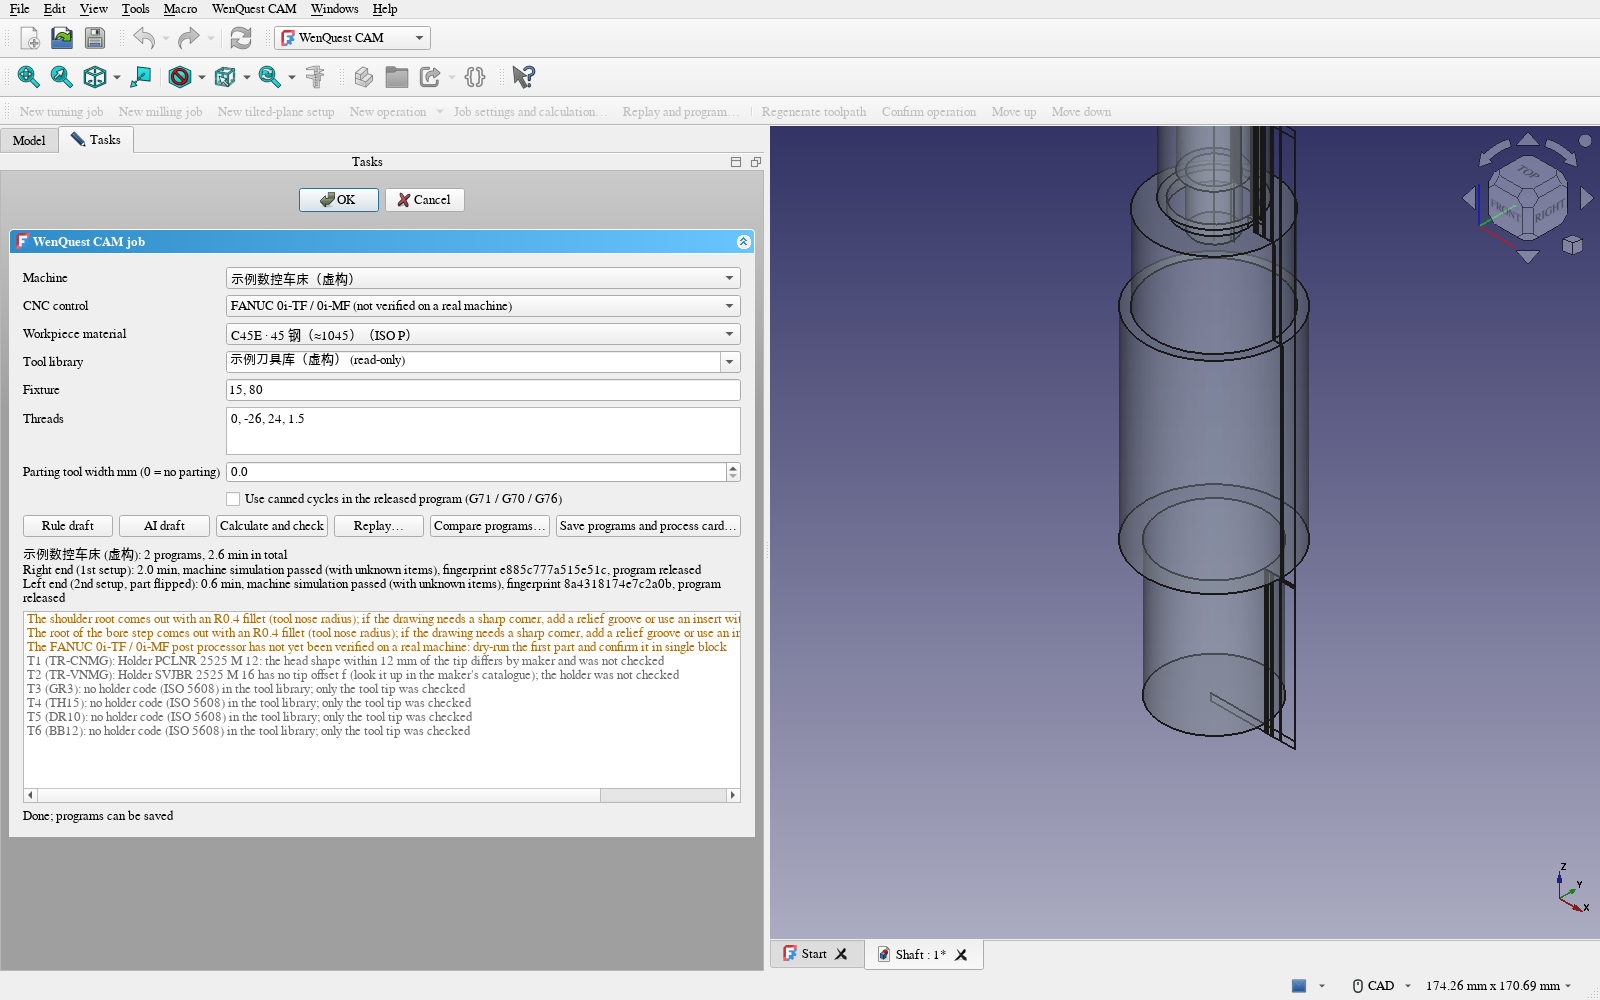 File Edit View Tools Macro WenQuest CAM Windows Help
WenQuest CAM
New turning job New milling job New tilted-plane setup New operation Job settings and calculation... Replay and program... Regenerate toolpath Confirm operation Move up Move down
Model Tasks
Tasks
OK Cancel
WenQuest CAM job
Machine 示例数控车床（虚构）
CNC control FANUC 0i-TF / 0i-MF (not verified on a real machine)
Workpiece material C45E · 45 钢（≈1045）（ISO P）
Tool library 示例刀具库（虚构） (read-only)
Fixture 15, 80
Threads 0, -26, 24, 1.5
Parting tool width mm (0 = no parting) 0.0
Use canned cycles in the released program (G71 / G70 / G76)
Rule draft AI draft Calculate and check Replay... Compare programs... Save programs and process card...
示例数控车床 (虚构): 2 programs, 2.6 min in total
Right end (1st setup): 2.0 min, machine simulation passed (with unknown items), fingerprint e885c777a515e51c, program released
Left end (2nd setup, part flipped): 0.6 min, machine simulation passed (with unknown items), fingerprint 8a4318174e7c2a0b, program
released
The shoulder root comes out with an R0.4 fillet (tool nose radius); if the drawing needs a sharp corner, add a relief groove or use an insert wit
The root of the bore step comes out with an R0.4 fillet (tool nose radius); if the drawing needs a sharp corner, add a relief groove or use an ir
The FANUC 0i-TF / 0i-MF post processor has not yet been verified on a real machine: dry-run the first part and confirm it in single block
T1 (TR-CNMG): Holder PCLNR 2525 M 12: the head shape within 12 mm of the tip differs by maker and was not checked
T2 (TR-VNMG): Holder SVJBR 2525 M 16 has no tip offset f (look it up in the maker's catalogue); the holder was not checked
T3 (GR3): no holder code (ISO 5608) in the tool library; only the tool tip was checked
T4 (TH15): no holder code (ISO 5608) in the tool library; only the tool tip was checked
T5 (DR10): no holder code (ISO 5608) in the tool library; only the tool tip was checked
T6 (BB12): no holder code (ISO 5608) in the tool library; only the tool tip was checked
Done; programs can be saved
TOP
FRONT RIGHT
Z
Y
X
Start Shaft : 1*
CAD 174.26 mm x 170.69 mm